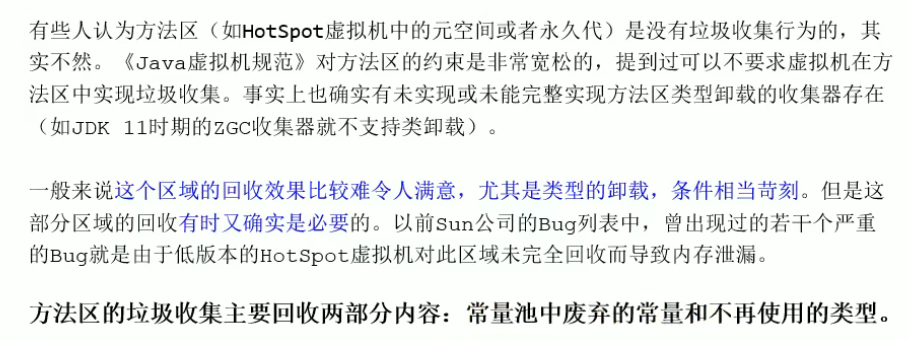 有些人认为方法区（如HotSpot虚拟机中的元空间或者永久代）是没有垃圾收集行为的，其
实不然。《Java虚拟机规范》对方法区的约束是非常宽松的，提到过可以不要求虚拟机在方
法区中实现垃圾收集。事实上也确实有未实现或未能完整实现方法区类型卸载的收集器存在
（如JDK 11时期的ZGC收集器就不支持类卸载）。
一般来说这个区域的回收效果比较难令人满意，尤其是类型的卸载，条件相当苛刻。但是这
部分区域的回收有时又确实是必要的。以前Sun公司的Bug列表中，曾出现过的若干个严重
的Bug就是由于低版本的HotSpot虚拟机对此区域未完全回收而导致内存泄漏。
方法区的垃圾收集主要回收两部分内容：常量池中废弃的常量和不再使用的类型。